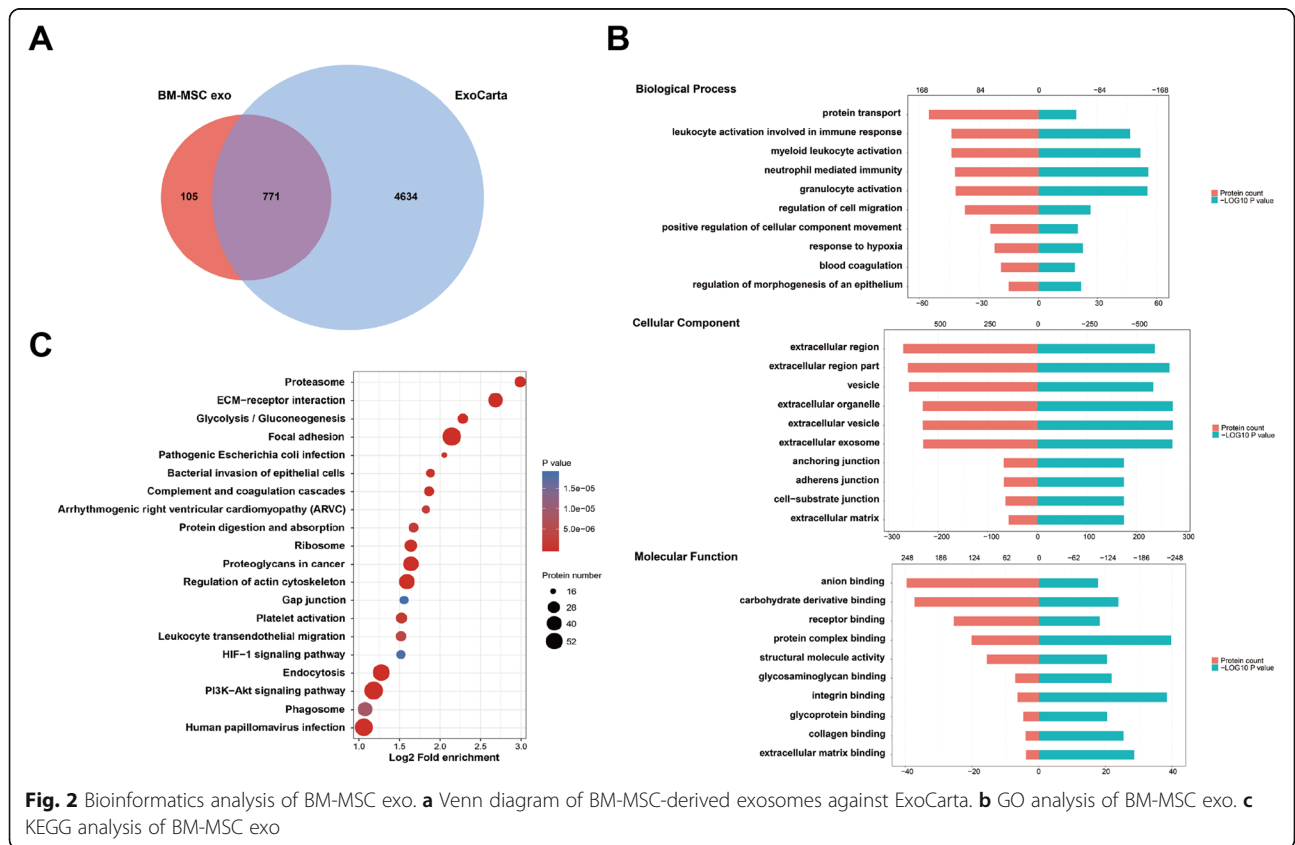 A
BM-MSC exo
ExoCarta
105
771
4634
B
Biological Process
168 84 0 −84 −168
protein transport
leukocyte activation involved in immune response
myeloid leukocyte activation
neutrophil mediated immunity
granulocyte activation
regulation of cell migration
positive regulation of cellular component movement
response to hypoxia
blood coagulation
regulation of morphogenesis of an epithelium
−60 −30 0 30 60
Protein count
−LOG10 P value
Cellular Component
500 250 0 −250 −500
extracellular region
extracellular region part
vesicle
extracellular organelle
extracellular vesicle
extracellular exosome
anchoring junction
adherens junction
cell−substrate junction
extracellular matrix
−300 −200 −100 0 100 200 300
Protein count
−LOG10 P value
Molecular Function
248 186 124 62 0 −62 −124 −186 −248
anion binding
carbohydrate derivative binding
receptor binding
protein complex binding
structural molecule activity
glycosaminoglycan binding
integrin binding
glycoprotein binding
collagen binding
extracellular matrix binding
−40 −20 0 20 40
Protein count
−LOG10 P value
C
Proteasome
ECM−receptor interaction
Glycolysis / Gluconeogenesis
Focal adhesion
Pathogenic Escherichia coli infection
Bacterial invasion of epithelial cells
Complement and coagulation cascades
Arrhythmogenic right ventricular cardiomyopathy (ARVC)
Protein digestion and absorption
Ribosome
Proteoglycans in cancer
Regulation of actin cytoskeleton
Gap junction
Platelet activation
Leukocyte transendothelial migration
HIF−1 signaling pathway
Endocytosis
PI3K−Akt signaling pathway
Phagosome
Human papillomavirus infection
1.0 1.5 2.0 2.5 3.0
Log2 Fold enrichment
P value
1.5e−05
1.0e−05
5.0e−06
Protein number
16
28
40
52
Fig. 2 Bioinformatics analysis of BM-MSC exo. a Venn diagram of BM-MSC-derived exosomes against ExoCarta. b GO analysis of BM-MSC exo. c
KEGG analysis of BM-MSC exo